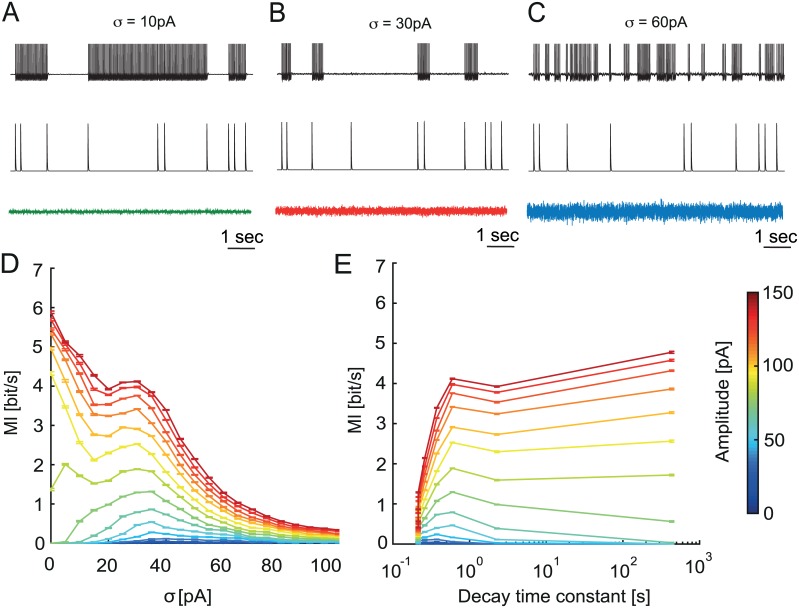 A
σ = 10pA
B
σ = 30pA
C
σ = 60pA
1 sec
1 sec
1 sec
D
7
6
5
4
3
2
1
0
MI [bit/s]
0
20
40
60
80
100
σ [pA]
E
7
6
5
4
3
2
1
0
MI [bit/s]
10⁻¹
10⁰
10¹
10²
10³
Decay time constant [s]
150
100
50
0
Amplitude [pA]